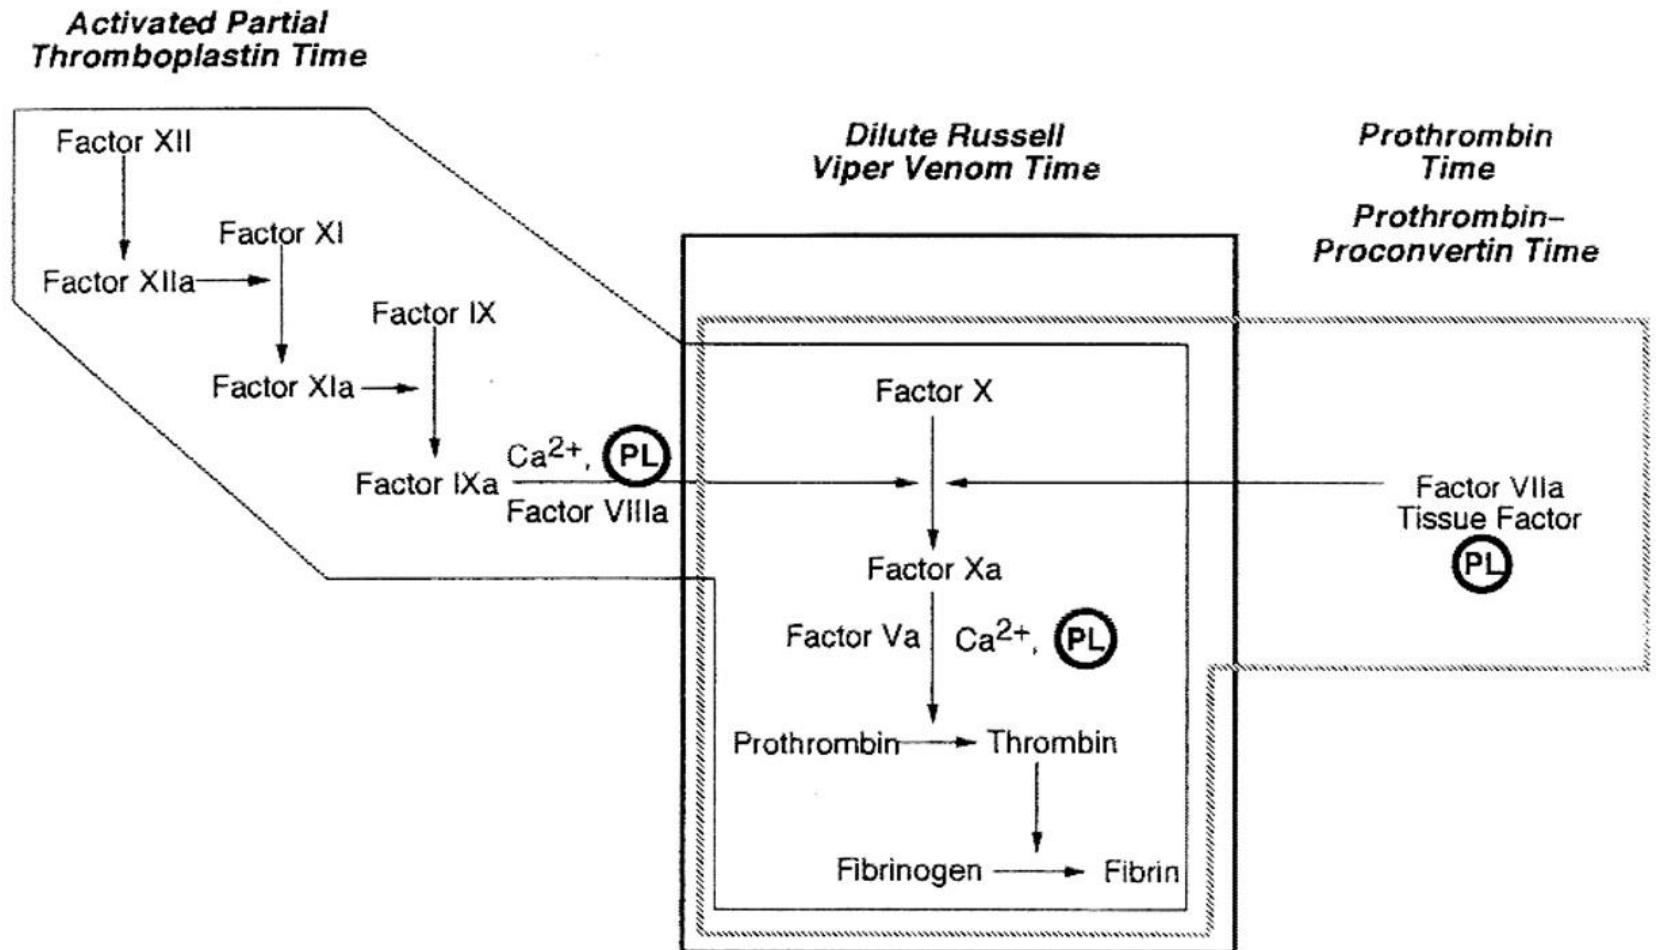 Activated Partial
Thromboplastin Time
Dilute Russell
Viper Venom Time
Prothrombin
Time
Prothrombin–
Proconvertin Time
Factor XII
Factor XI
Factor XIIa
Factor IX
Factor XIa
Factor X
Ca2+, PL
Factor IXa
Factor VIIIa
Factor VIIa
Tissue Factor
PL
Factor Xa
Factor Va Ca2+, PL
Prothrombin Thrombin
Fibrinogen Fibrin